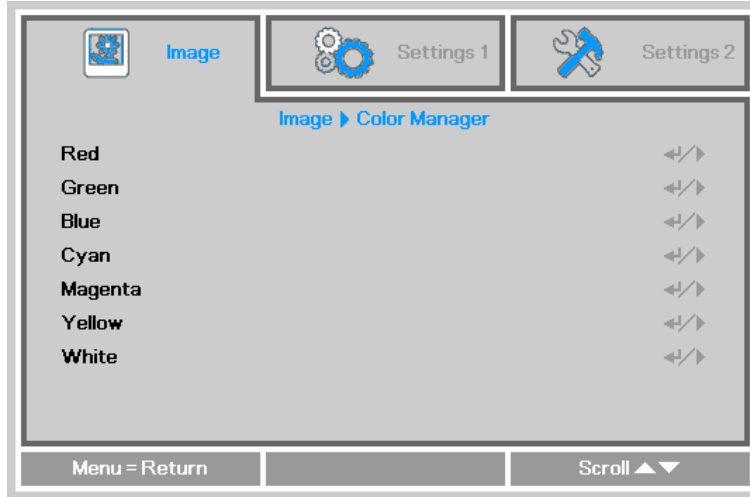 Image
Settings 1
Settings 2
Image ▶ Color Manager
Red
Green
Blue
Cyan
Magenta
Yellow
White
Menu = Return
Scroll ▲▼